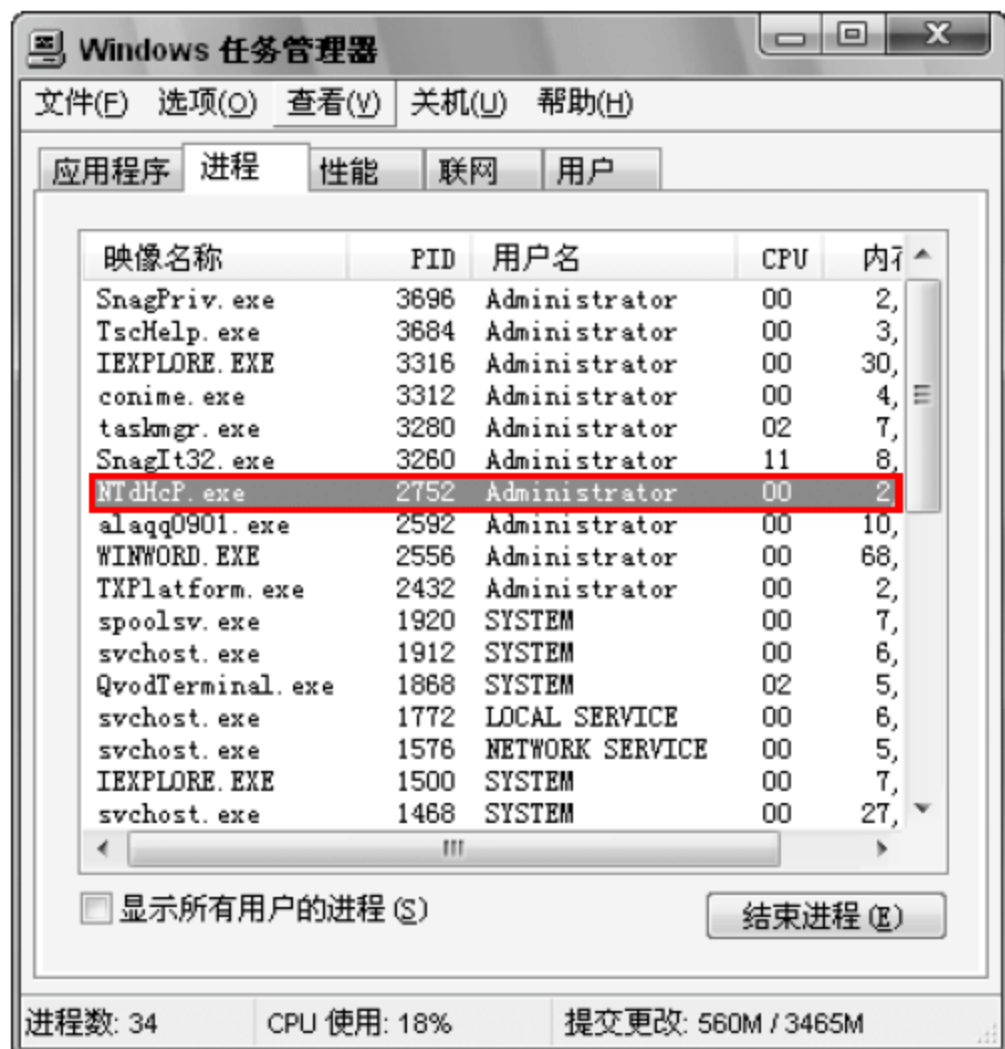 Windows 任务管理器
文件(F) 选项(O) 查看(V) 关机(U) 帮助(H)
应用程序 进程 性能 联网 用户
映像名称 PID 用户名 CPU 内
SnagPriv.exe 3696 Administrator 00 2,
TscHelp.exe 3684 Administrator 00 3,
IEXPLORE.EXE 3316 Administrator 00 30,
conime.exe 3312 Administrator 00 4,
taskmgr.exe 3280 Administrator 02 7,
SnagIt32.exe 3260 Administrator 11 8,
NTdHcP.exe 2752 Administrator 00 2,
alaqq0901.exe 2592 Administrator 00 10,
WINWORD.EXE 2556 Administrator 00 68,
TXPlatform.exe 2432 Administrator 00 2,
spoolsv.exe 1920 SYSTEM 00 7,
svchost.exe 1912 SYSTEM 00 6,
QvodTerminal.exe 1868 SYSTEM 02 5,
svchost.exe 1772 LOCAL SERVICE 00 6,
svchost.exe 1576 NETWORK SERVICE 00 5,
IEXPLORE.EXE 1500 SYSTEM 00 7,
svchost.exe 1468 SYSTEM 00 27,
显示所有用户的进程(S) 结束进程(E)
进程数: 34 CPU 使用: 18% 提交更改: 560M / 3465M